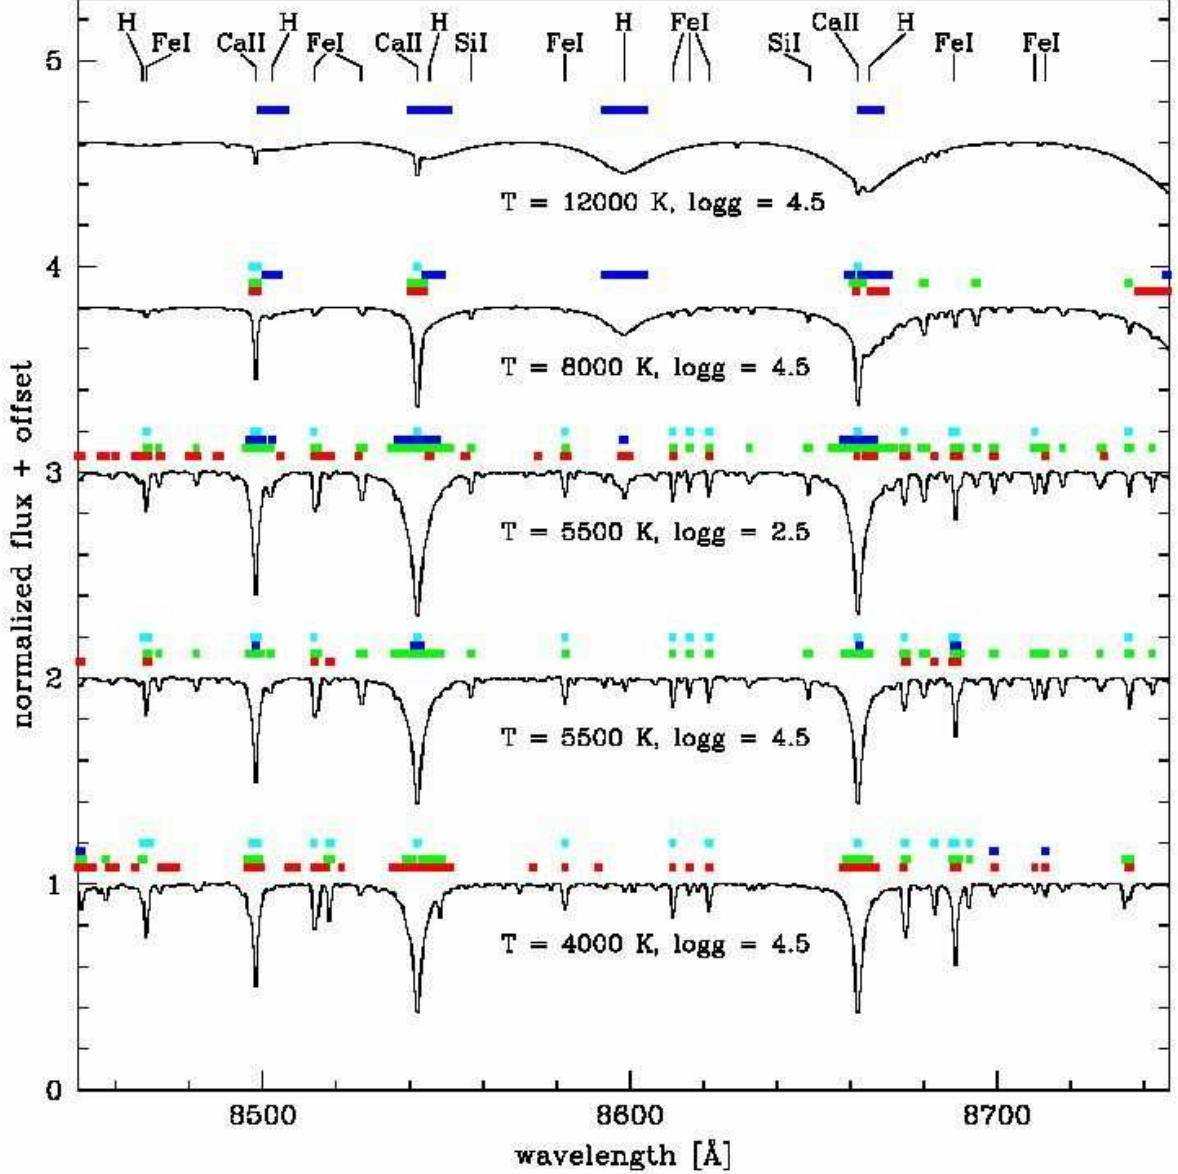 H H H H CaII
FeI CaII FeI CaII SiI FeI FeI SiI H FeI FeI
5
T = 12000 K, logg = 4.5
4
T = 8000 K, logg = 4.5
3
T = 5500 K, logg = 2.5
2
T = 5500 K, logg = 4.5
1
T = 4000 K, logg = 4.5
0
8500 8600 8700
wavelength [Å]
normalized flux + offset